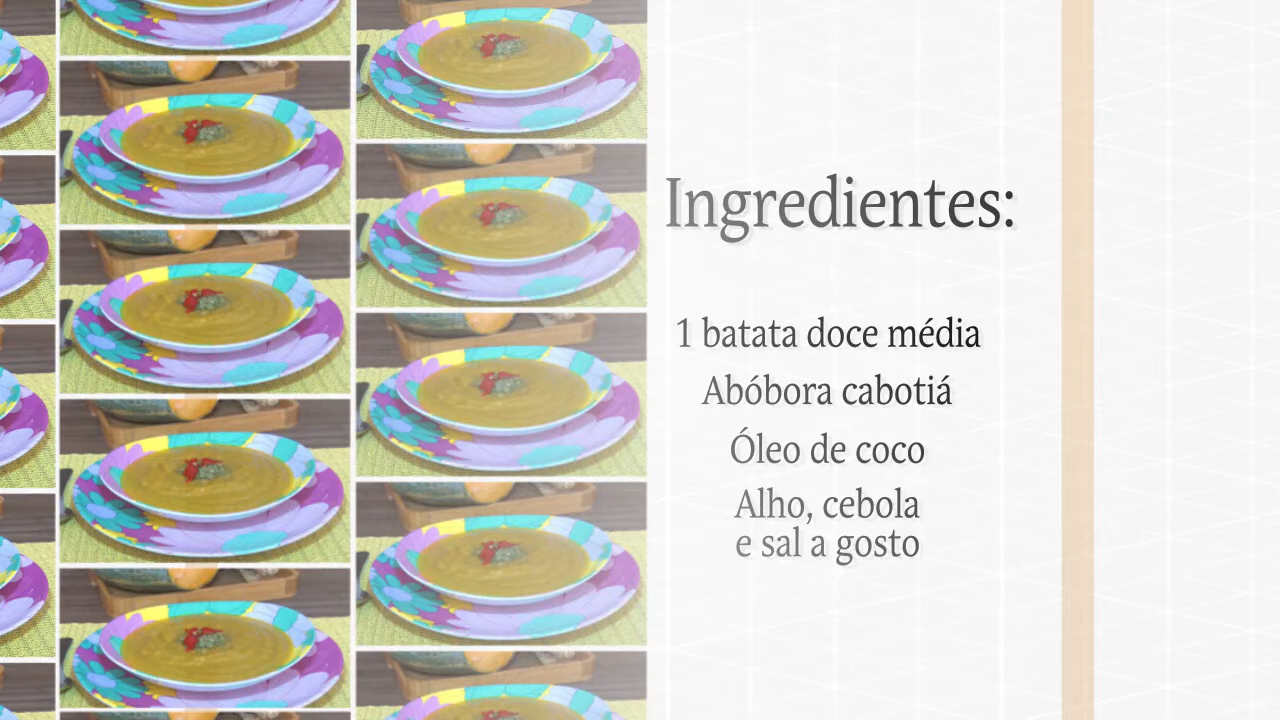 Ingredientes:
1 batata doce média
Abóbora cabotiá
Óleo de coco
Alho, cebola
e sal a gosto